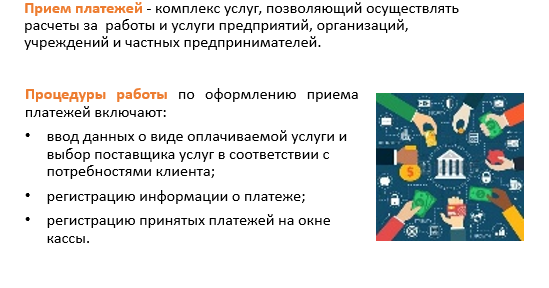 Прием платежей - комплекс услуг, позволяющий осуществлять
расчеты за работы и услуги предприятий, организаций,
учреждений и частных предпринимателей.
Процедуры работы по оформлению приема
платежей включают:
• ввод данных о виде оплачиваемой услуги и
выбор поставщика услуг в соответствии с
потребностями клиента;
• регистрацию информации о платеже;
• регистрацию принятых платежей на окне
кассы.